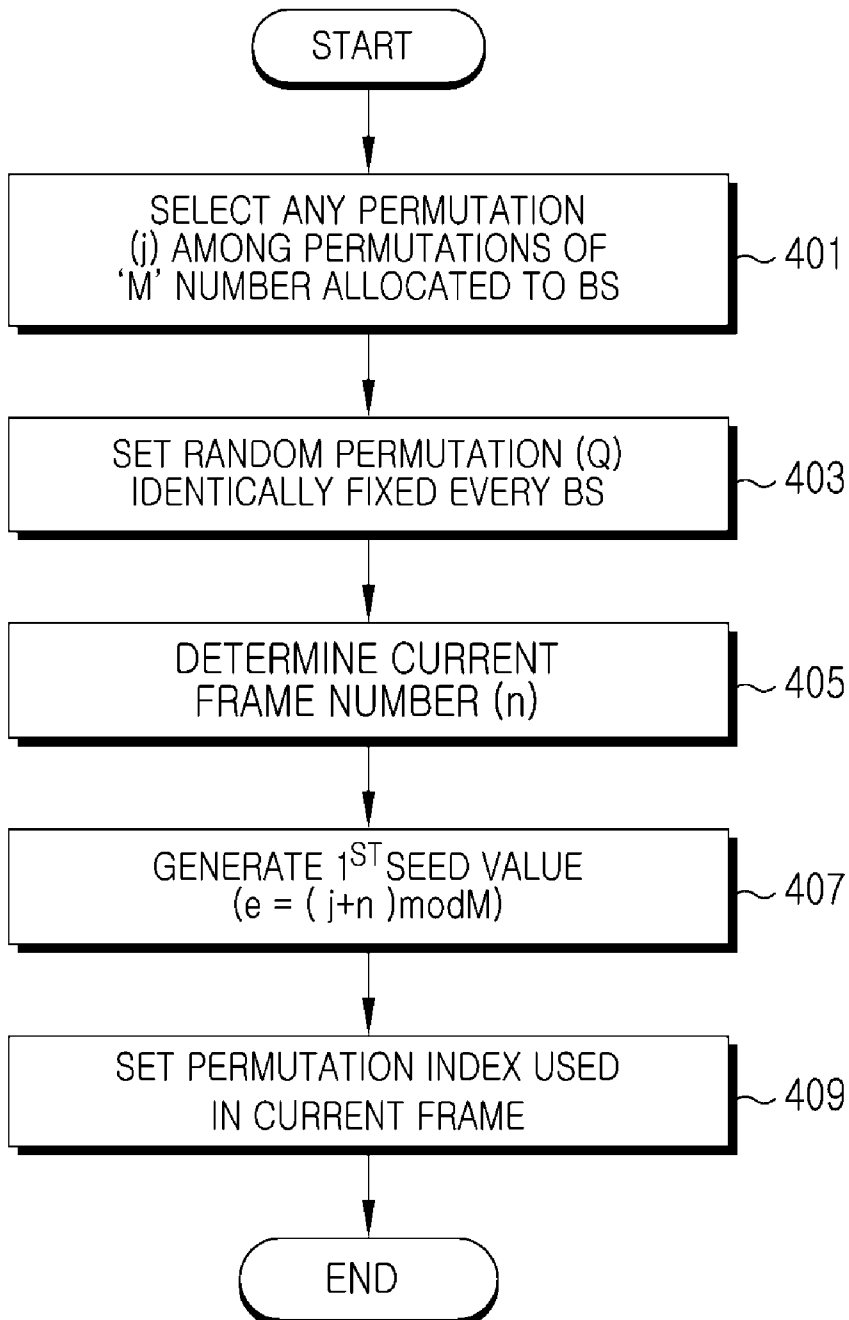 START
SELECT ANY PERMUTATION
(j) AMONG PERMUTATIONS OF
‘M’ NUMBER ALLOCATED TO BS
401
SET RANDOM PERMUTATION (Q)
IDENTICALLY FIXED EVERY BS
403
DETERMINE CURRENT
FRAME NUMBER (n)
405
GENERATE 1ST SEED VALUE
(e = ( j+n )modM)
407
SET PERMUTATION INDEX USED
IN CURRENT FRAME
409
END